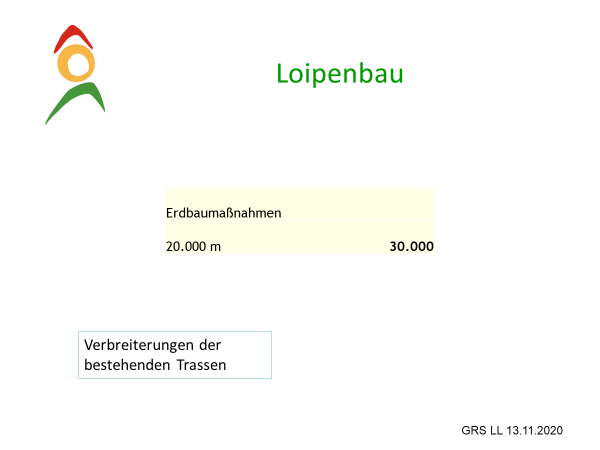 Loipenbau
Erdbaumaßnahmen
20.000 m 30.000
Verbreiterungen der
bestehenden Trassen
GRS LL 13.11.2020